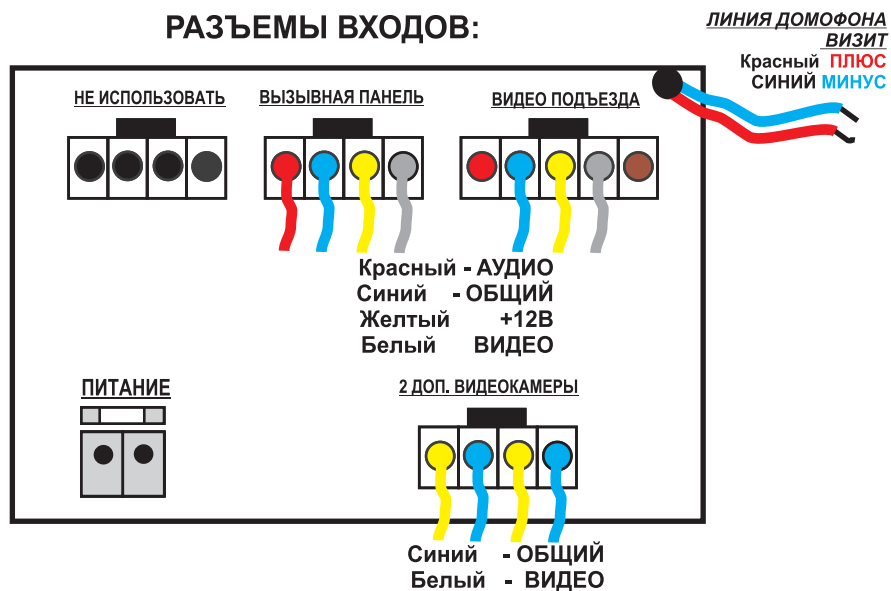 РАЗЪЕМЫ ВХОДОВ:
ЛИНИЯ ДОМОФОНА
ВИЗИТ
Красный ПЛЮС
СИНИЙ МИНУС
НЕ ИСПОЛЬЗОВАТЬ
ВЫЗЫВНАЯ ПАНЕЛЬ
ВИДЕО ПОДЪЕЗДА
Красный - АУДИО
Синий - ОБЩИЙ
Желтый +12В
Белый ВИДЕО
ПИТАНИЕ
2 ДОП. ВИДЕОКАМЕРЫ
Синий - ОБЩИЙ
Белый - ВИДЕО